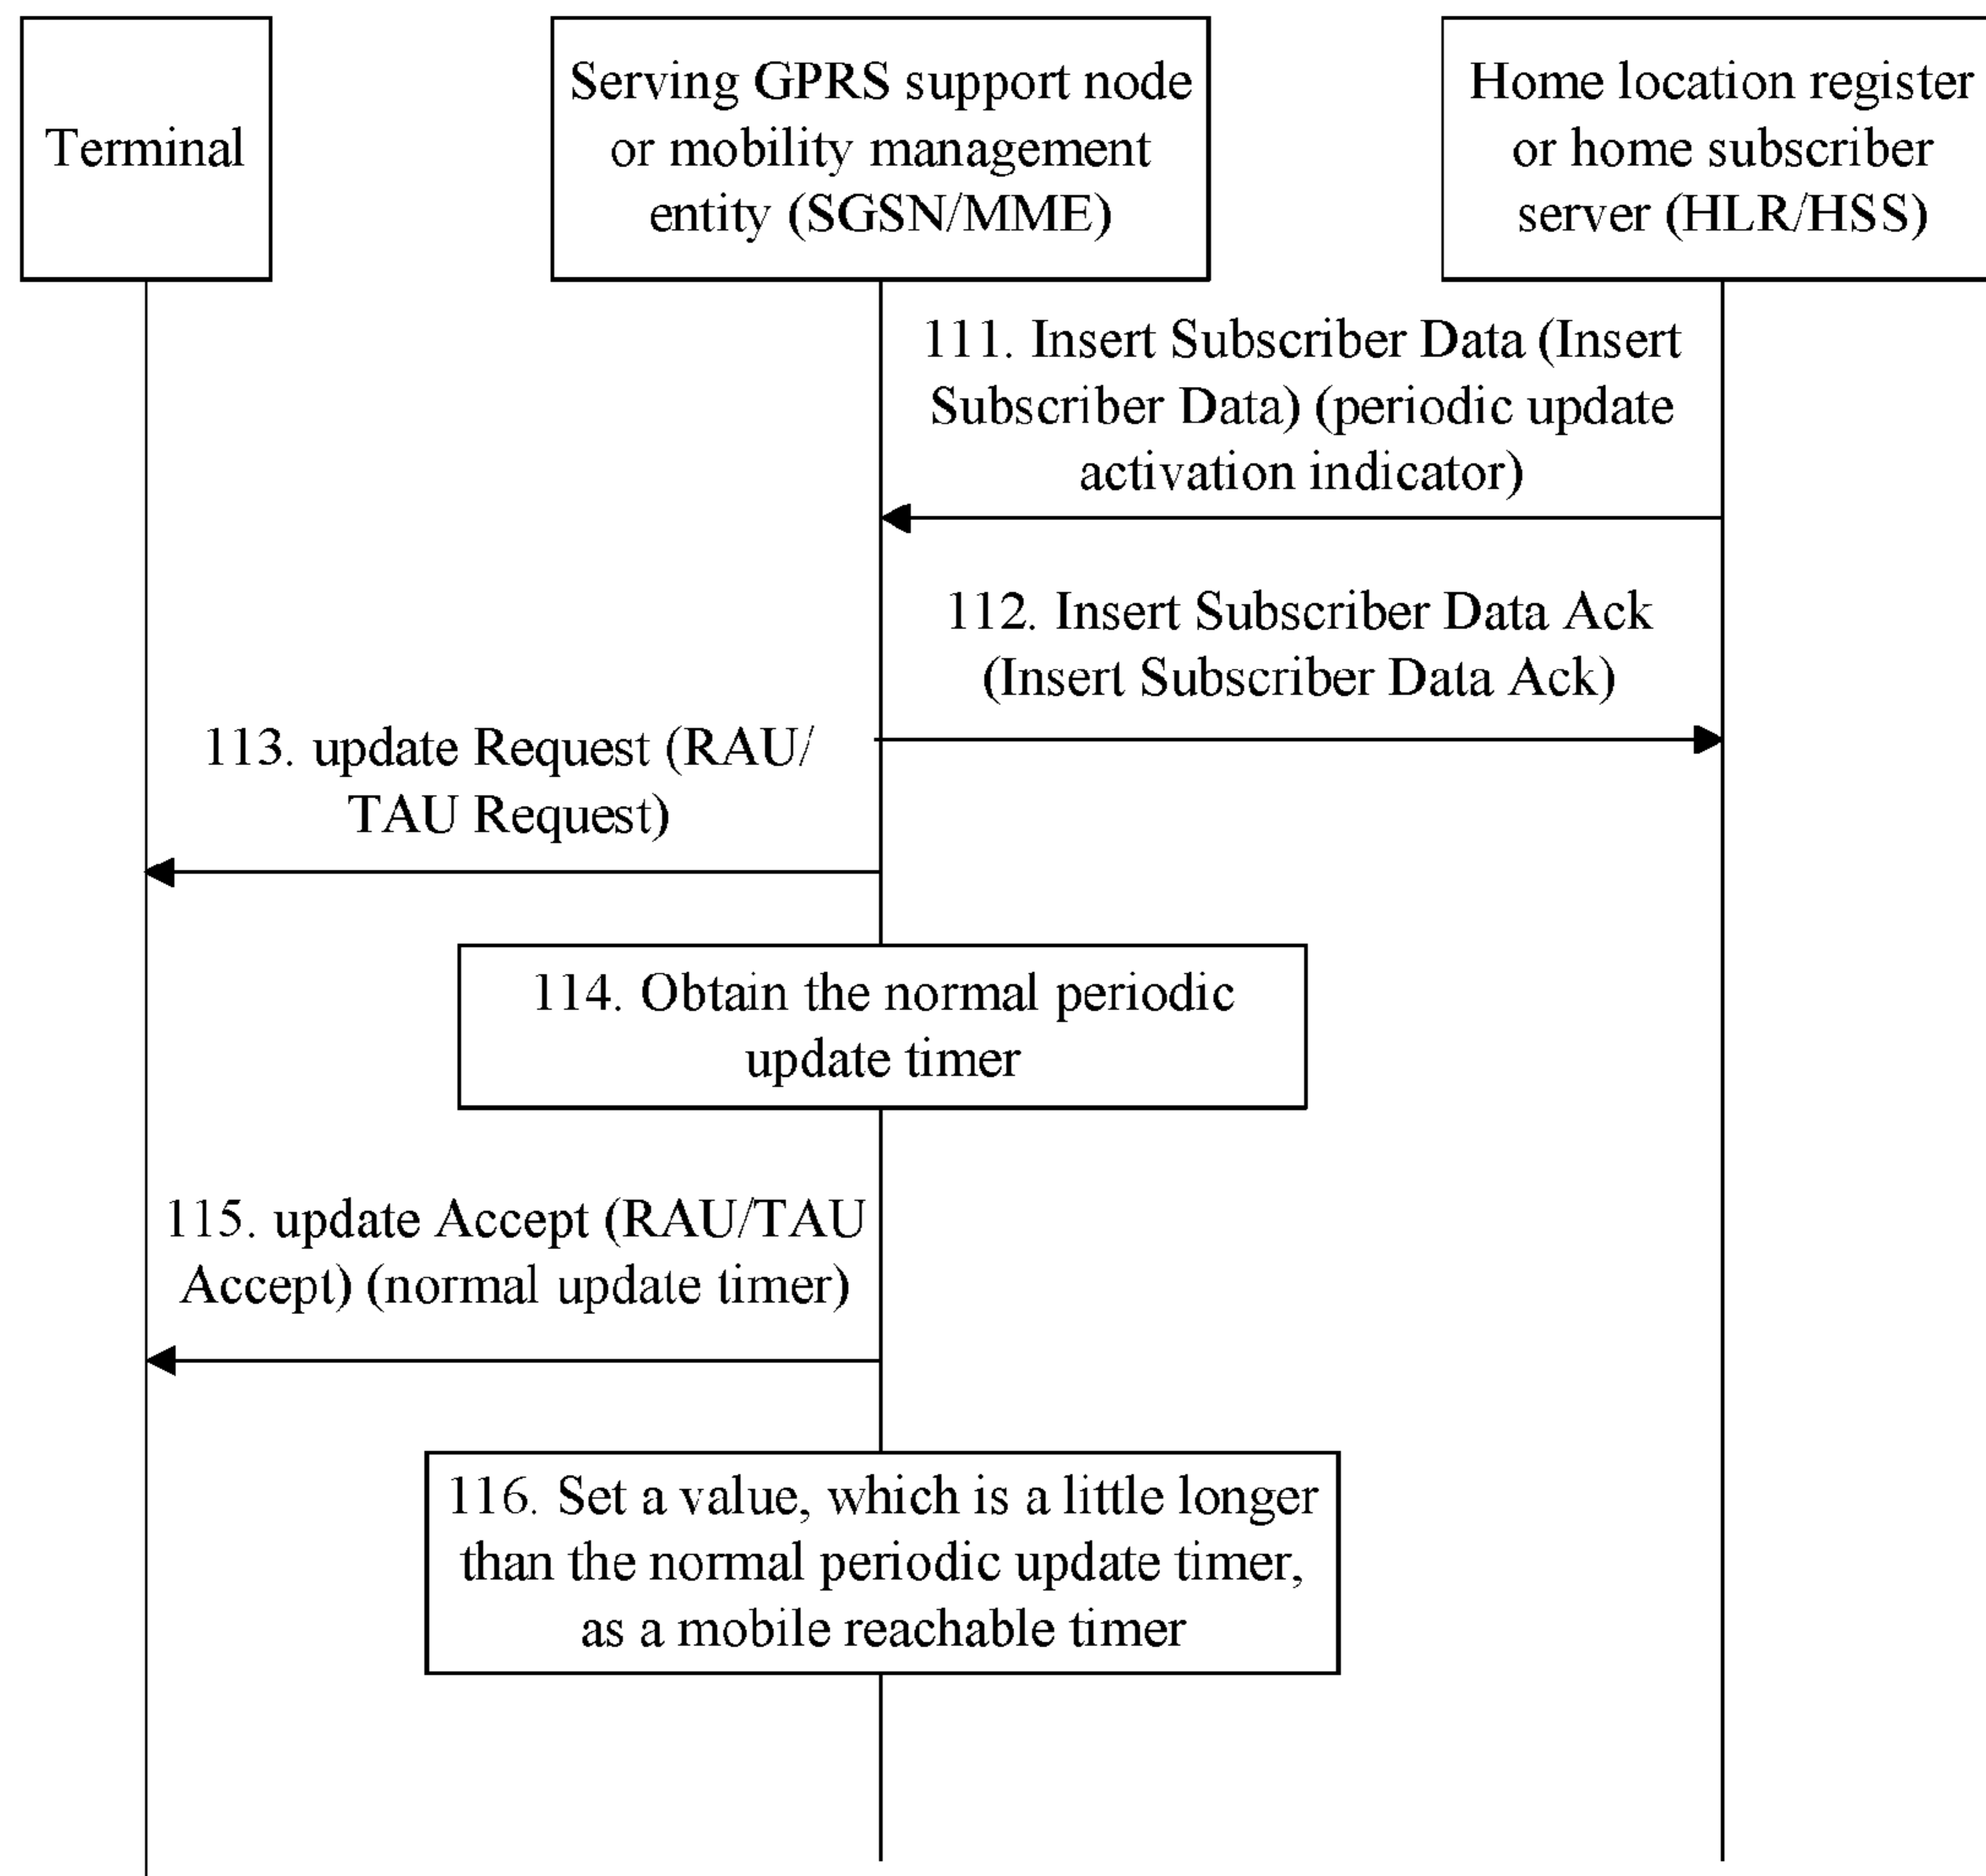 Terminal
Serving GPRS support node
or mobility management
entity (SGSN/MME)
Home location register
or home subscriber
server (HLR/HSS)
111. Insert Subscriber Data (Insert
Subscriber Data) (periodic update
activation indicator)
112. Insert Subscriber Data Ack
(Insert Subscriber Data Ack)
113. update Request (RAU/
TAU Request)
114. Obtain the normal periodic
update timer
115. update Accept (RAU/TAU
Accept) (normal update timer)
116. Set a value, which is a little longer
than the normal periodic update timer,
as a mobile reachable timer